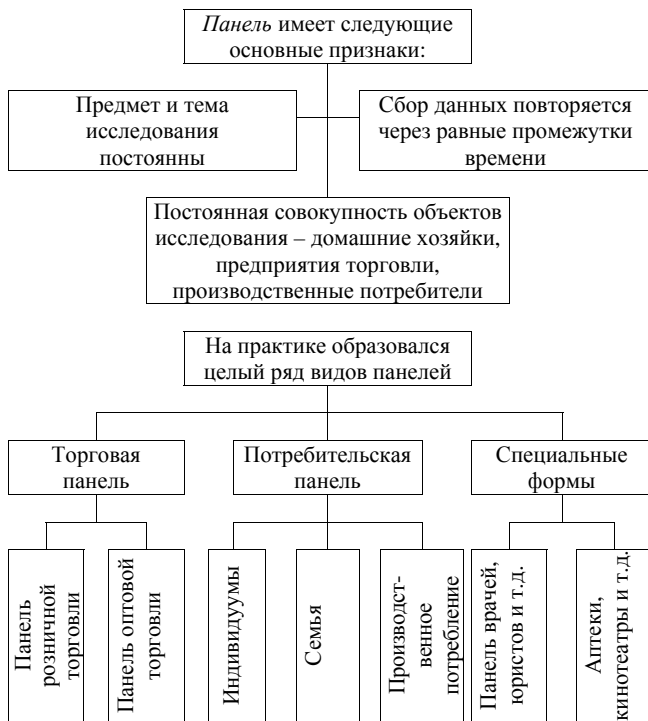 Панель имеет следующие
основные признаки:
Предмет и тема
исследования
постоянны
Сбор данных повторяется
через равные промежутки
времени
Постоянная совокупность объектов
исследования – домашние хозяйки,
предприятия торговли,
производственные потребители
На практике образовался
целый ряд видов панелей
Торговая
панель
Потребительская
панель
Специальные
формы
Панель
розничной
торговли
Панель оптовой
торговли
Индивидуумы
Семья
Производст-
венное
потребление
Панель врачей,
юристов и т.д.
Аптеки,
кинотеатры и т.д.